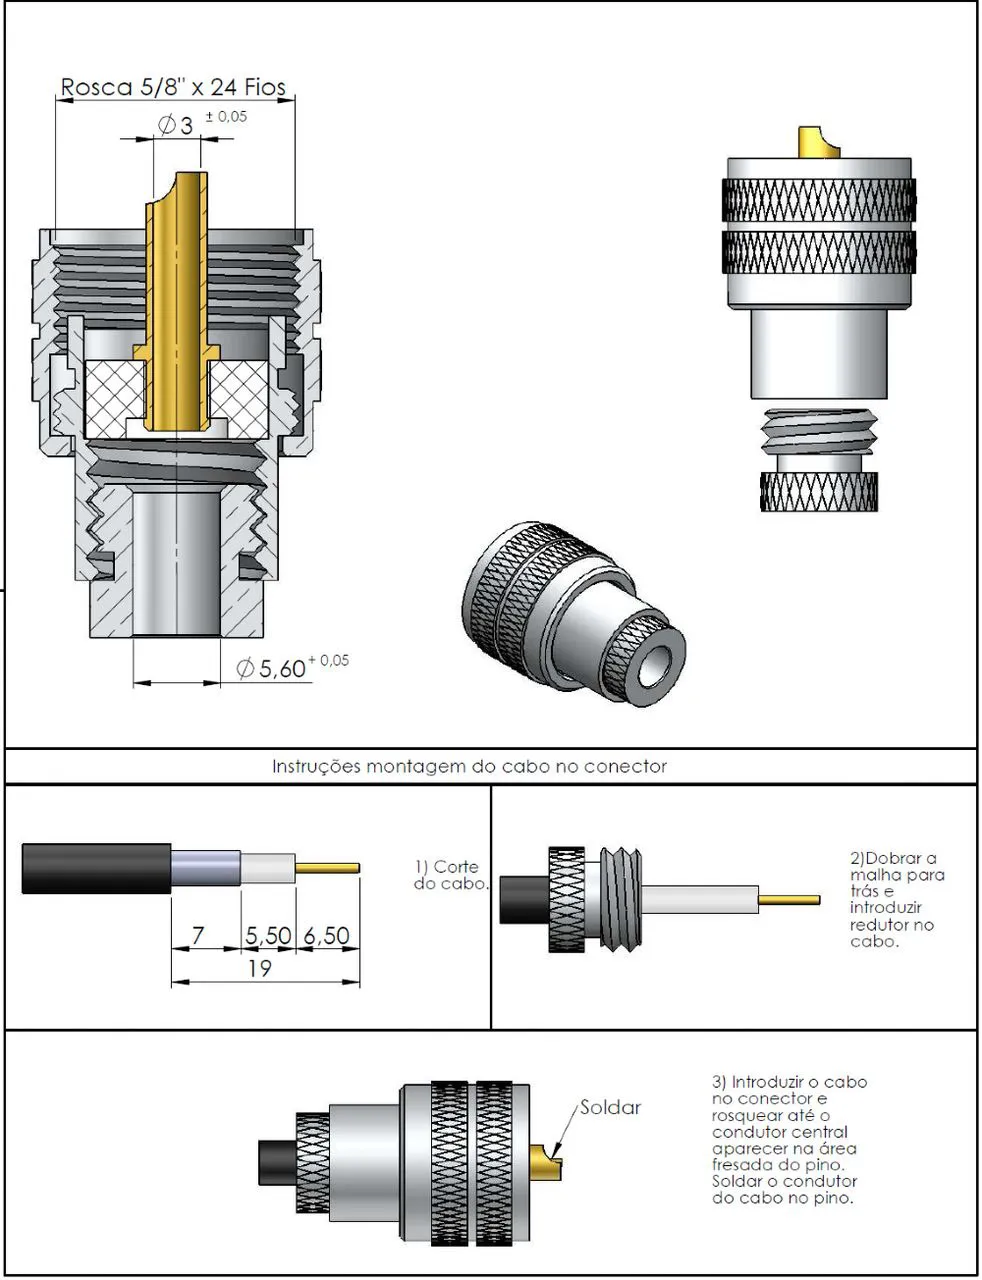 Rosca 5/8" x 24 Fios
∅3 ± 0,05
∅5,60 + 0,05
Instruções montagem do cabo no conector
1) Corte
do cabo.
7
5,50
6,50
19
2)Dobrar a
malha para
trás e
introduzir
redutor no
cabo.
Soldar
3) Introduzir o cabo
no conector e
rosquear até o
condutor central
aparecer na área
fresada do pino.
Soldar o condutor
do cabo no pino.